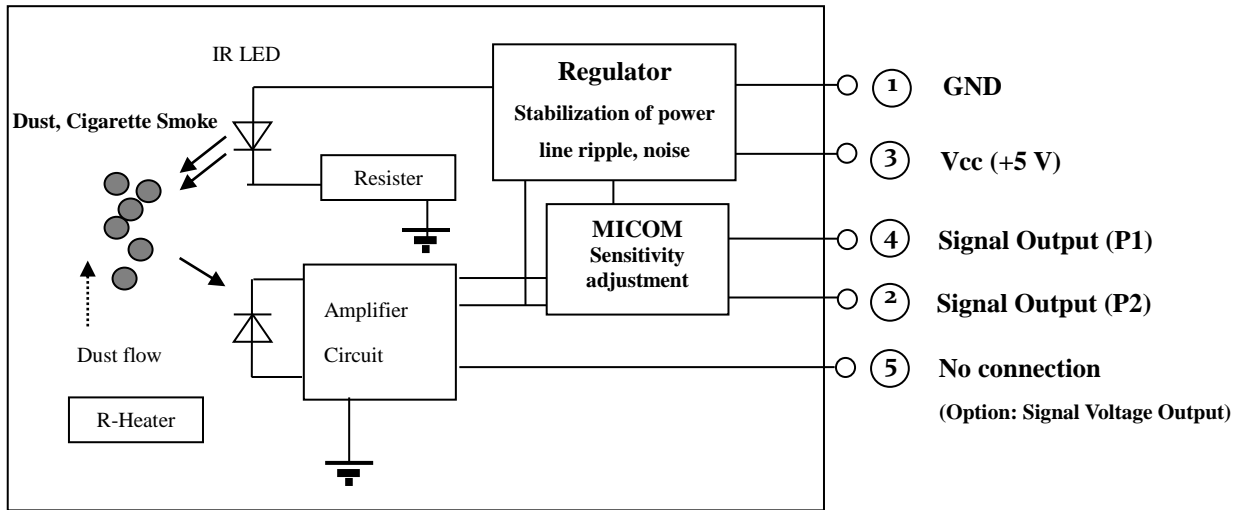 IR LED
Dust, Cigarette Smoke
Regulator
Stabilization of power
line ripple, noise
Resister
MICOM
Sensitivity
adjustment
Amplifier
Circuit
Dust flow
R-Heater
1 GND
3 Vcc (+5 V)
4 Signal Output (P1)
2 Signal Output (P2)
5 No connection
(Option: Signal Voltage Output)